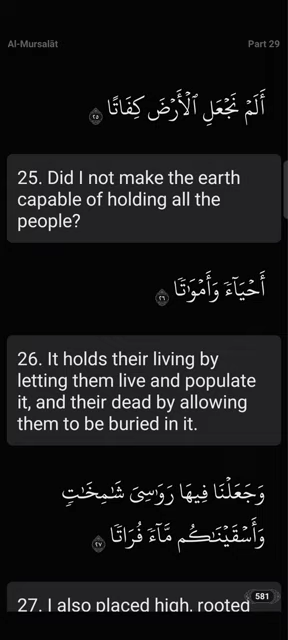 Al-Mursalāt
Part 29
أَلَمْ نَجْعَلِ ٱلْأَرْضَ كِفَاتًا ٢٥
25. Did I not make the earth
capable of holding all the
people?
أَحْيَآءً وَأَمْوَٰتًا ٢٦
26. It holds their living by
letting them live and populate
it, and their dead by allowing
them to be buried in it.
وَجَعَلْنَا فِيهَا رَوَٰسِىَ شَـٰمِخَـٰتٍ
وَأَسْقَيْنَـٰكُم مَّآءً فُرَاتًا ٢٧
581
27. I also placed high, rooted